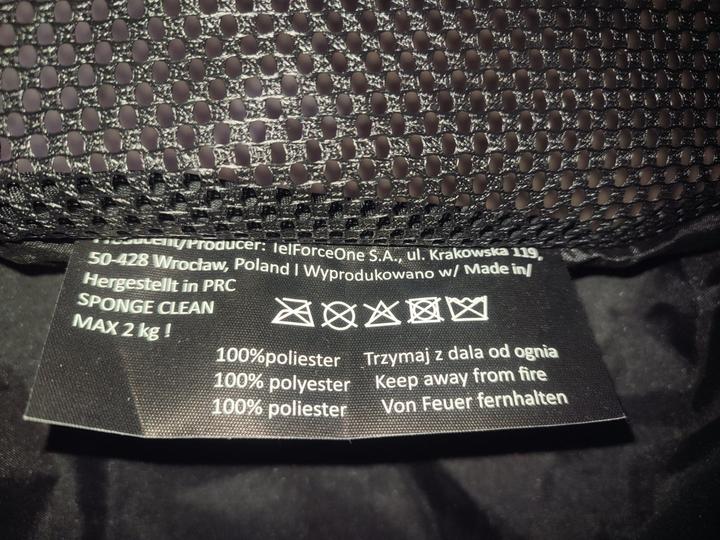 Producent/Producer: TelForceOne S.A., ul. Krakowska 119,
50-428 Wrocław, Poland I Wyprodukowano w/ Made in/
Hergestellt in PRC
SPONGE CLEAN
MAX 2 kg !
100%poliester Trzymaj z dala od ognia
100% polyester Keep away from fire
100% poliester Von Feuer fernhalten